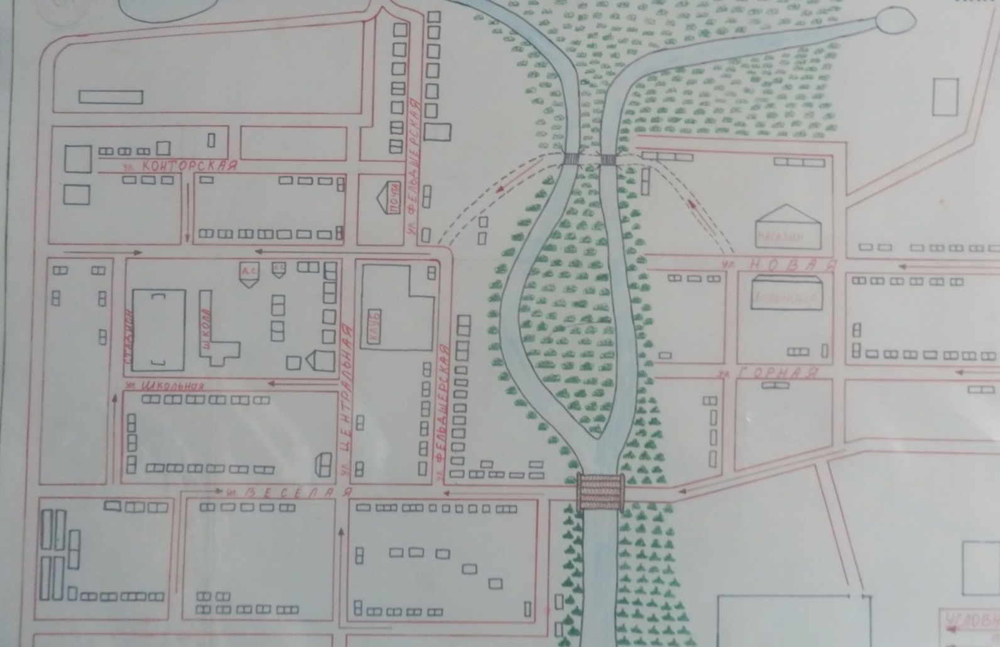 ул. ФЕЛЬДШЕРСКАЯ
ул. КОНТОРСКАЯ
ПОЧТА
МАГАЗИН
ул. НОВАЯ
Д.С.
С.С.
БОЛЬНИЦА
СТАДИОН
ШКОЛА
КЛУБ
ул. ЦЕНТРАЛЬНАЯ
ул. ФЕЛЬДШЕРСКАЯ
ул. ГОРНАЯ
ул. ШКОЛЬНАЯ
ул. ВЕСЕЛАЯ
УСЛОВН